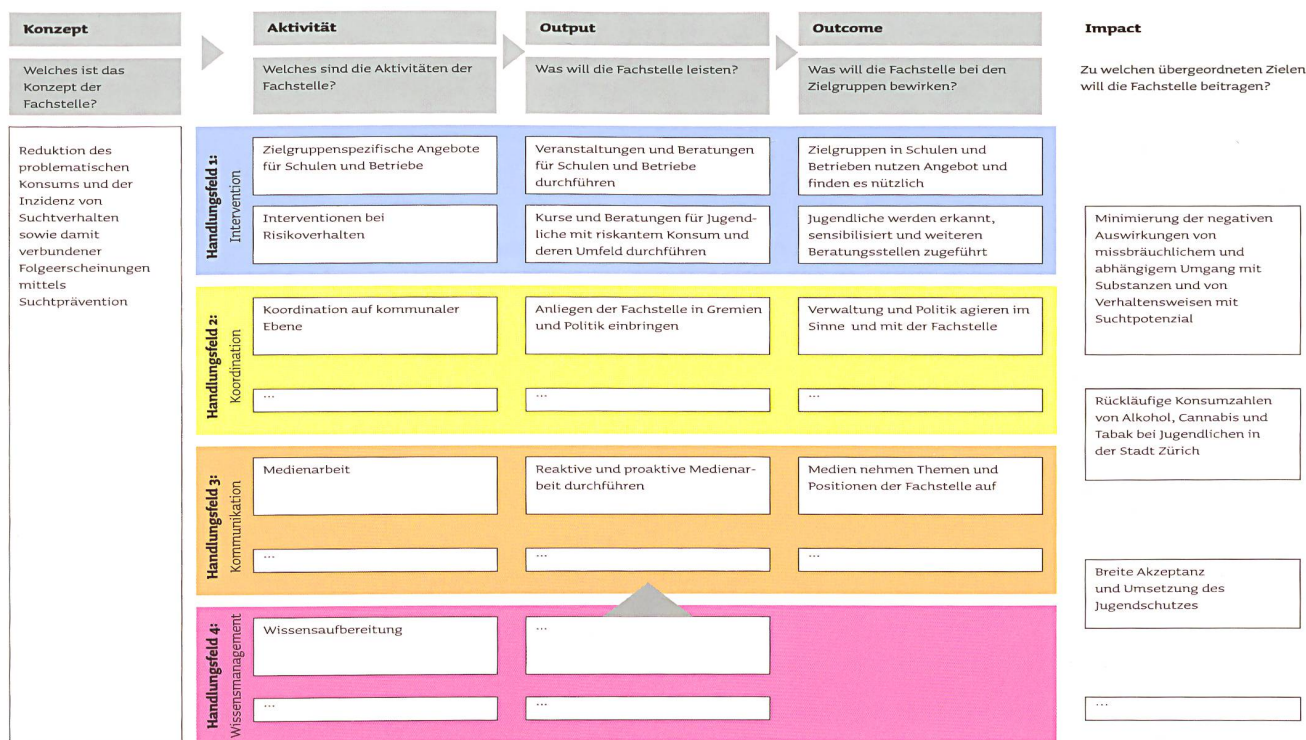 Konzept
Welches ist das
Konzept der
Fachstelle?
Reduktion des
problematischen
Konsums und der
Inzidenz von
Suchtverhalten
sowie damit
verbundener
Folgeerscheinungen
mittels
Suchtprävention
Aktivität
Welches sind die Aktivitäten der
Fachstelle?
Output
Was will die Fachstelle leisten?
Outcome
Was will die Fachstelle bei den
Zielgruppen bewirken?
Impact
Zu welchen übergeordneten Zielen
will die Fachstelle beitragen?
Handlungsfeld 1:
Intervention
Zielgruppenspezifische Angebote
für Schulen und Betriebe
Veranstaltungen und Beratungen
für Schulen und Betriebe
durchführen
Zielgruppen in Schulen und
Betrieben nutzen Angebot und
finden es nützlich
Interventionen bei
Risikoverhalten
Kurse und Beratungen für Jugend-
liche mit riskantem Konsum und
deren Umfeld durchführen
Jugendliche werden erkannt,
sensibilisiert und weiteren
Beratungsstellen zugeführt
Handlungsfeld 2:
Koordination
Koordination auf kommunaler
Ebene
Anliegen der Fachstelle in Gremien
und Politik einbringen
Verwaltung und Politik agieren im
Sinne und mit der Fachstelle
...
...
...
Handlungsfeld 3:
Kommunikation
Medienarbeit
Reaktive und proaktive Medienar-
beit durchführen
Medien nehmen Themen und
Positionen der Fachstelle auf
...
...
...
Handlungsfeld 4:
Wissensmanagement
Wissensaufbereitung
...
...
...
Minimierung der negativen
Auswirkungen von
missbräuchlichem und
abhängigem Umgang mit
Substanzen und von
Verhaltensweisen mit
Suchtpotenzial
Rückläufige Konsumzahlen
von Alkohol, Cannabis und
Tabak bei Jugendlichen in
der Stadt Zürich
Breite Akzeptanz
und Umsetzung des
Jugendschutzes
...